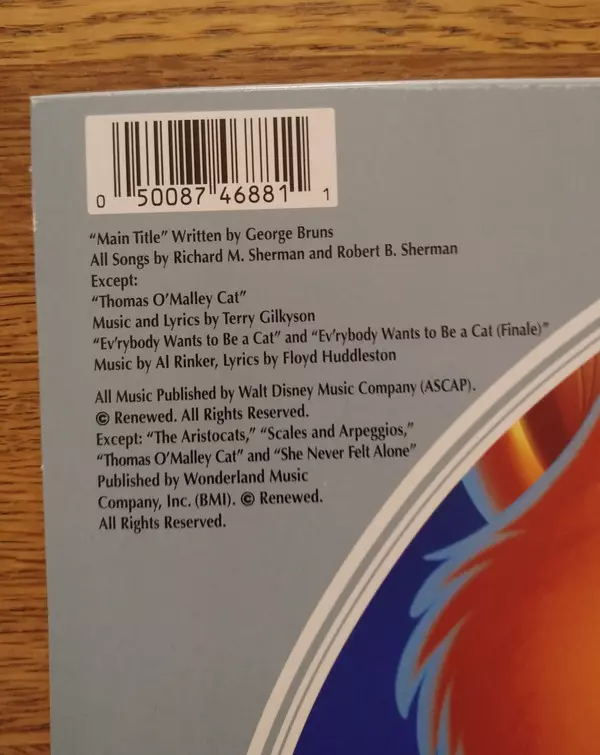 0 50087 46881 1
“Main Title” Written by George Bruns
All Songs by Richard M. Sherman and Robert B. Sherman
Except:
“Thomas O’Malley Cat”
Music and Lyrics by Terry Gilkyson
“Ev’rybody Wants to Be a Cat” and “Ev’rybody Wants to Be a Cat (Finale)”
Music by Al Rinker, Lyrics by Floyd Huddleston
All Music Published by Walt Disney Music Company (ASCAP).
© Renewed. All Rights Reserved.
Except: “The Aristocats,” “Scales and Arpeggios,”
“Thomas O’Malley Cat” and “She Never Felt Alone”
Published by Wonderland Music
Company, Inc. (BMI). © Renewed.
All Rights Reserved.